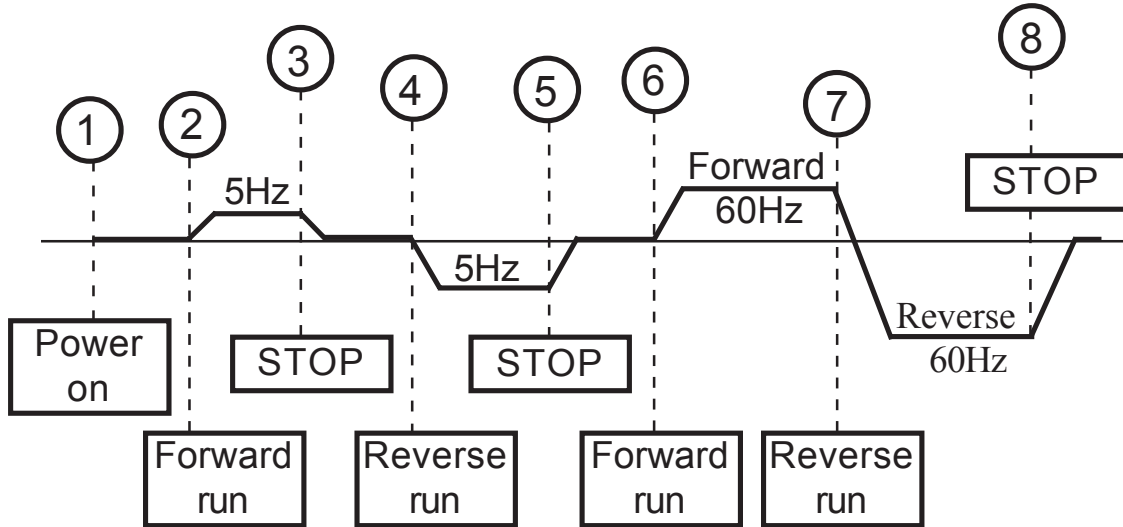 1
2
3
4
5
6
7
8
5Hz
5Hz
Forward
60Hz
STOP
Reverse
60Hz
Power
on
STOP
STOP
Forward
run
Reverse
run
Forward
run
Reverse
run